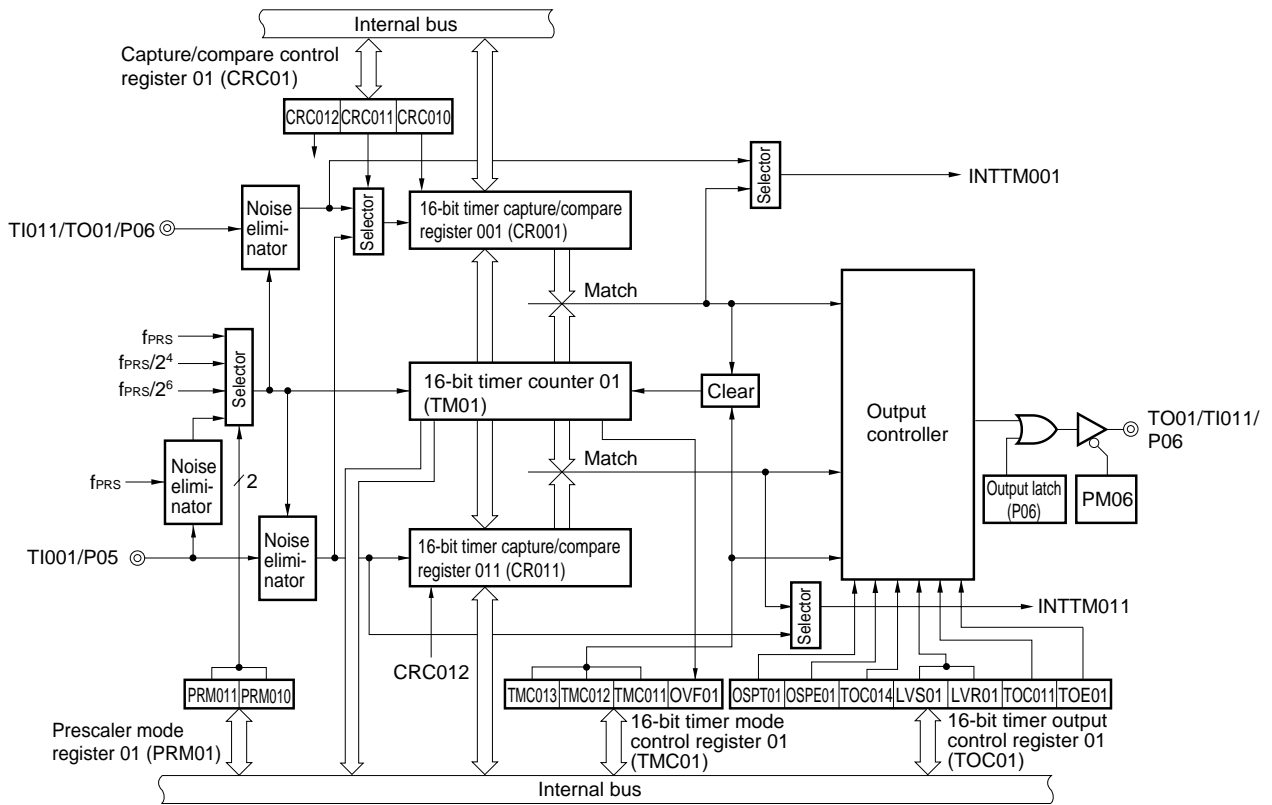 Internal bus
Capture/compare control
register 01 (CRC01)
CRC012 CRC011 CRC010
Selector
INTTM001
Noise
elimi-
nator
Selector
16-bit timer capture/compare
register 001 (CR001)
TI011/TO01/P06
Match
fPRS
fPRS/2⁴
fPRS/2⁶
Selector
16-bit timer counter 01
(TM01)
Clear
Output
controller
TO01/TI011/
P06
Noise
elimi-
nator
fPRS
2
Match
Output latch
(P06)
PM06
TI001/P05
Noise
elimi-
nator
16-bit timer capture/compare
register 011 (CR011)
Selector
INTTM011
CRC012
PRM011 PRM010
TMC013 TMC012 TMC011 OVF01
OSPT01 OSPE01 TOC014 LVS01 LVR01 TOC011 TOE01
Prescaler mode
register 01 (PRM01)
16-bit timer mode
control register 01
(TMC01)
16-bit timer output
control register 01
(TOC01)
Internal bus